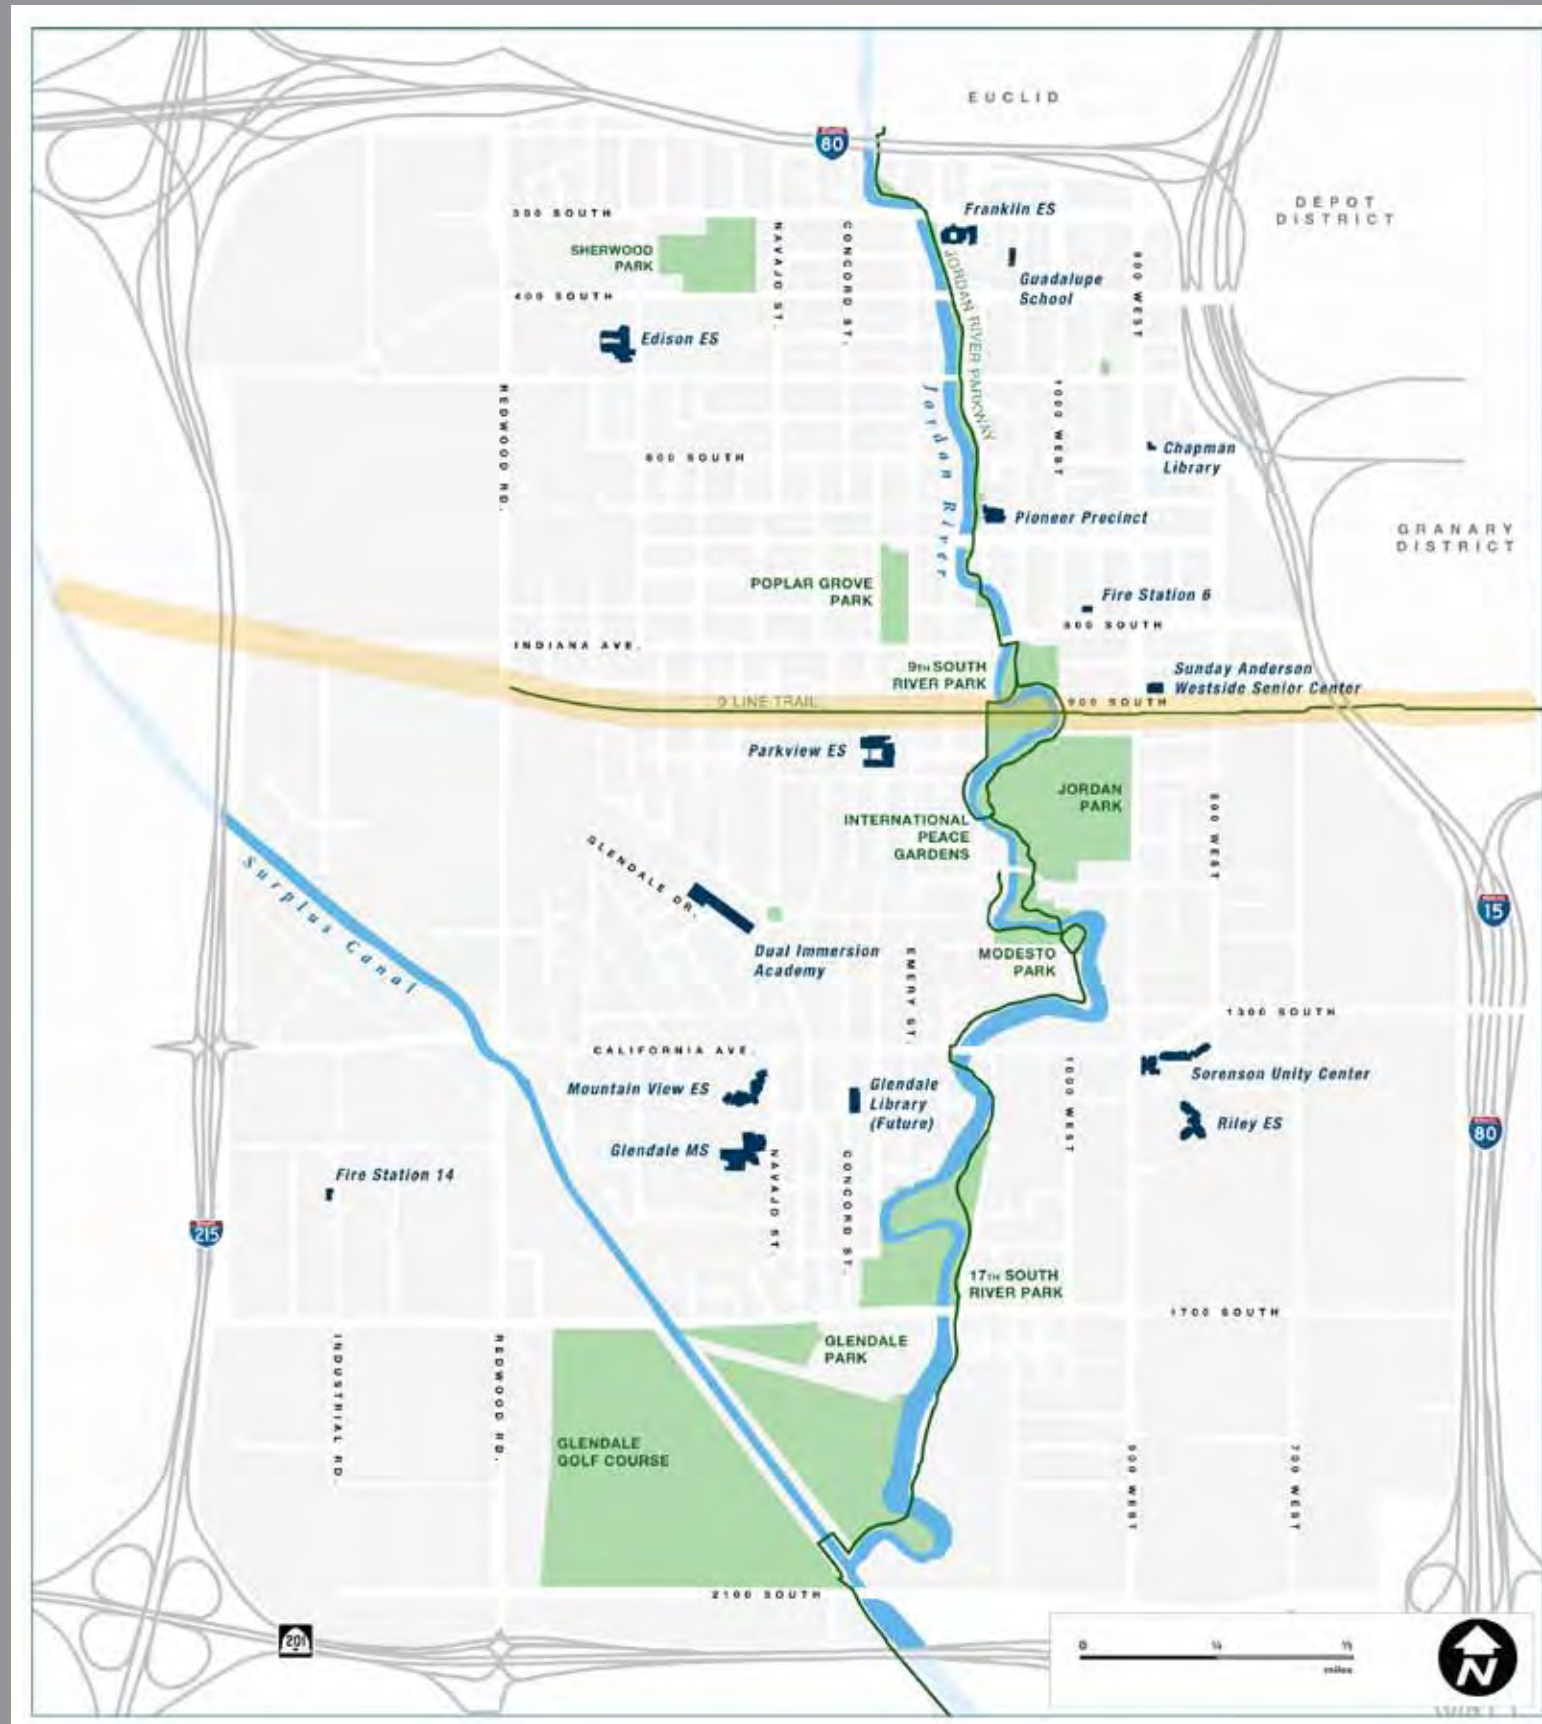 EUCLID
80
DEPOT
DISTRICT
Franklin ES
300 SOUTH
SHERWOOD
PARK
NAVAJO ST.
CONCORD ST.
JORDAN RIVER PARKWAY
Guadalupe
School
900 WEST
400 SOUTH
Edison ES
REDWOOD RD.
Jordan River
1000 WEST
Chapman
Library
600 SOUTH
Pioneer Precinct
GRANARY
DISTRICT
POPLAR GROVE
PARK
Fire Station 6
800 SOUTH
INDIANA AVE.
9TH SOUTH
RIVER PARK
Sunday Anderson
Westside Senior Center
9 LINE TRAIL
900 SOUTH
Parkview ES
JORDAN
PARK
INTERNATIONAL
PEACE
GARDENS
800 WEST
GLENDALE DR.
Surplus Canal
15
Dual Immersion
Academy
EMERY ST.
MODESTO
PARK
1300 SOUTH
CALIFORNIA AVE.
Mountain View ES
Glendale
Library
(Future)
1000 WEST
Sorenson Unity Center
Riley ES
80
Glendale MS
NAVAJO ST.
CONCORD ST.
Fire Station 14
215
17TH SOUTH
RIVER PARK
1700 SOUTH
INDUSTRIAL RD.
REDWOOD RD.
GLENDALE
PARK
GLENDALE
GOLF COURSE
900 WEST
700 WEST
2100 SOUTH
201
0 ¼ ½
miles
N